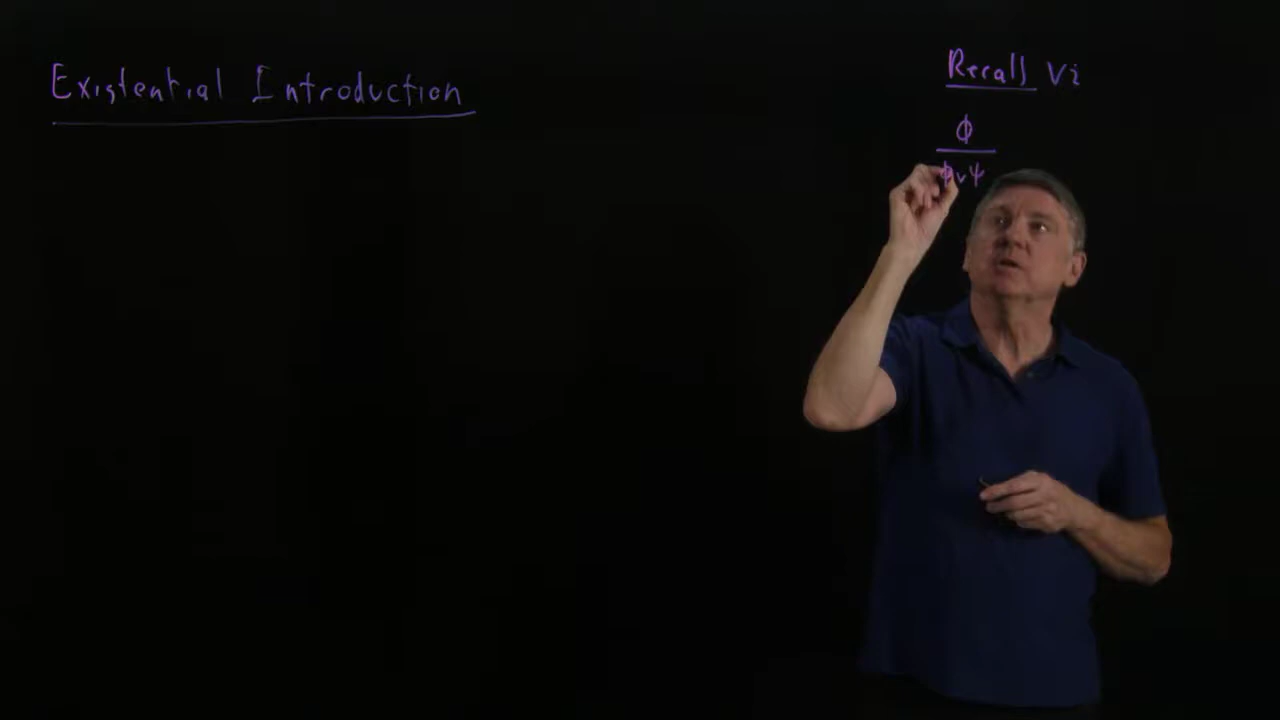 Existential Introduction
Recall ∨i
ϕ
ϕ∨ψ